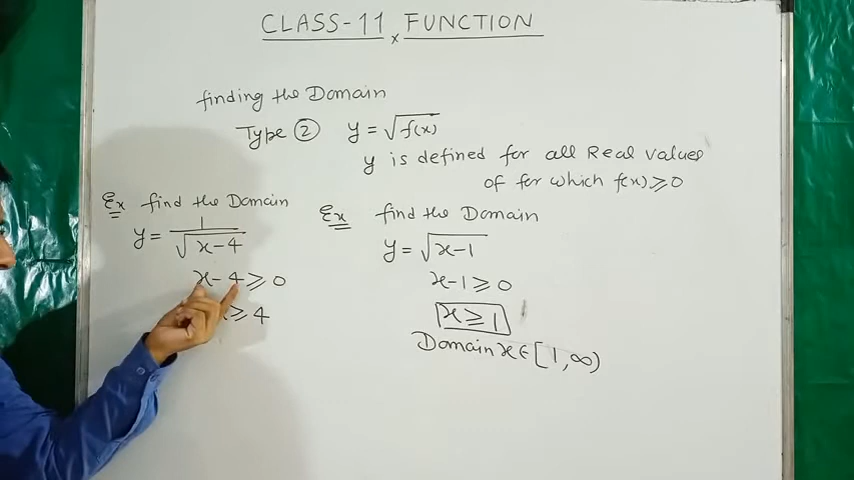 CLASS-11 x FUNCTION
finding the Domain
Type ② y = √f(x)
y is defined for all Real values
of for which f(x) ⩾ 0
Ex find the Domain
y = 1/√x-4
x-4 ⩾ 0
x ⩾ 4
Ex find the Domain
y = √x-1
x-1 ⩾ 0
x ≥ 1
Domain x ∈ [1, ∞)